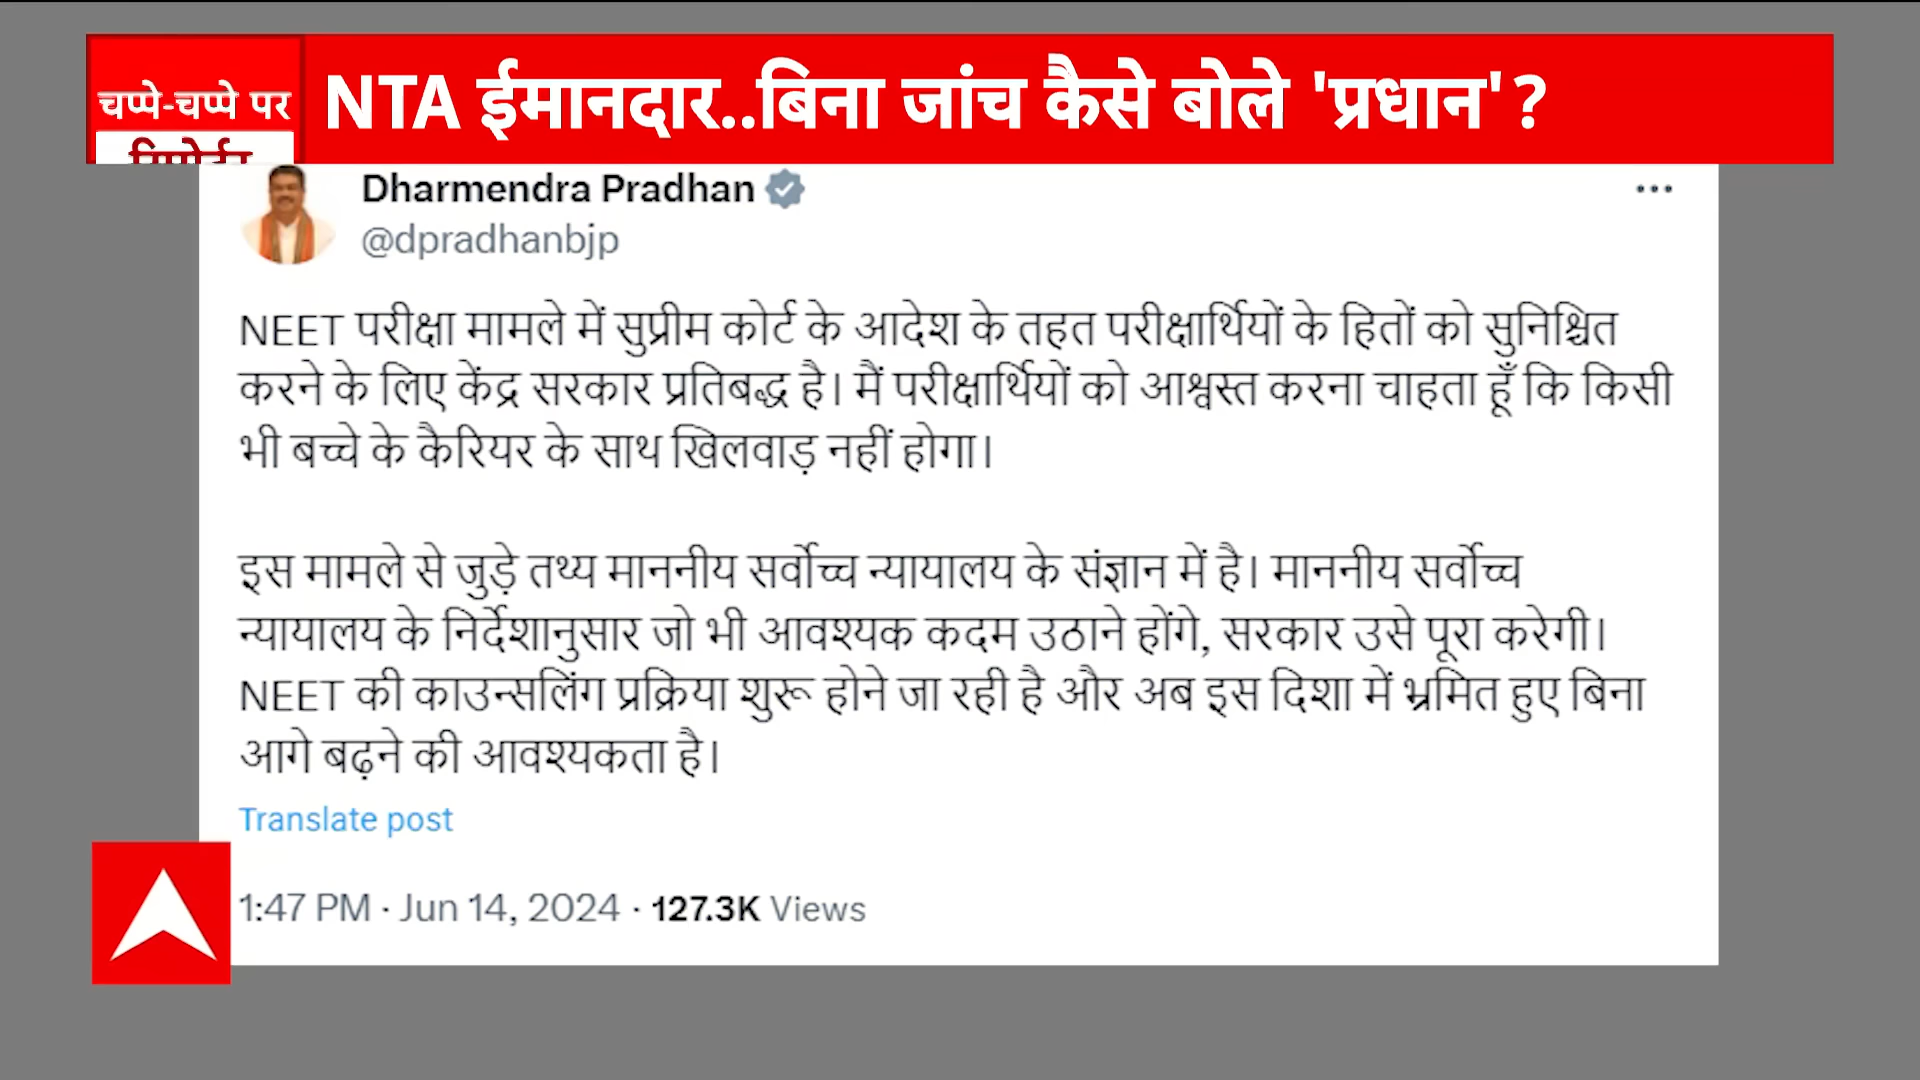 चप्पे-चप्पे पर
NTA ईमानदार..बिना जांच कैसे बोले 'प्रधान'?
Dharmendra Pradhan
@dpradhanbjp
NEET परीक्षा मामले में सुप्रीम कोर्ट के आदेश के तहत परीक्षार्थियों के हितों को सुनिश्चित
करने के लिए केंद्र सरकार प्रतिबद्ध है। मैं परीक्षार्थियों को आश्वस्त करना चाहता हूँ कि किसी
भी बच्चे के कैरियर के साथ खिलवाड़ नहीं होगा।
इस मामले से जुड़े तथ्य माननीय सर्वोच्च न्यायालय के संज्ञान में है। माननीय सर्वोच्च
न्यायालय के निर्देशानुसार जो भी आवश्यक कदम उठाने होंगे, सरकार उसे पूरा करेगी।
NEET की काउन्सलिंग प्रक्रिया शुरू होने जा रही है और अब इस दिशा में भ्रमित हुए बिना
आगे बढ़ने की आवश्यकता है।
Translate post
1:47 PM · Jun 14, 2024 · 127.3K Views